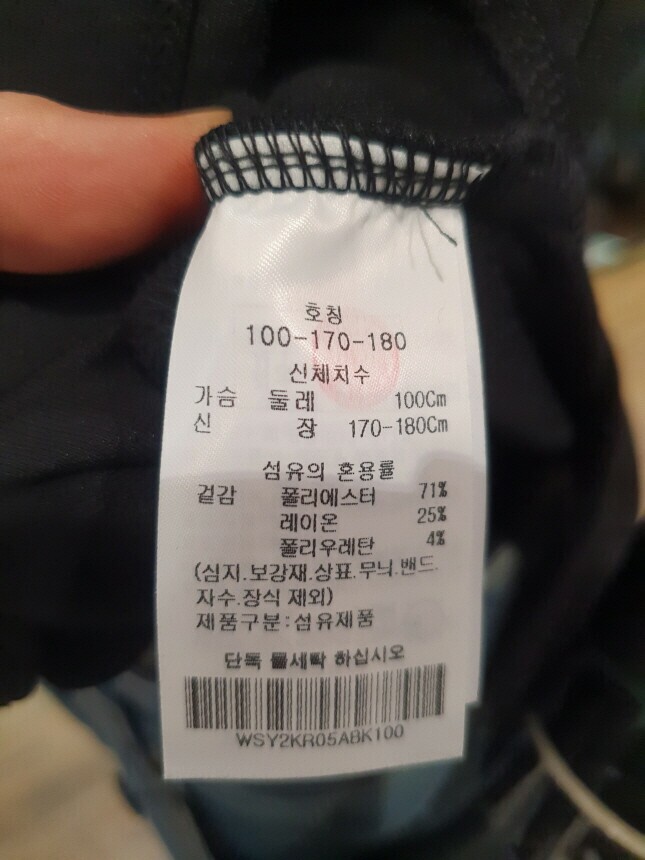 호칭
100-170-180
신체치수
가슴 둘레 100Cm
신 장 170-180Cm
섬유의 혼용률
겉감 폴리에스터 71%
레이온 25%
폴리우레탄 4%
(심지.보강재.상표.무늬.밴드.
자수.장식 제외)
제품구분:섬유제품
단독 물세탁 하십시오
WSY2KR05ABK100